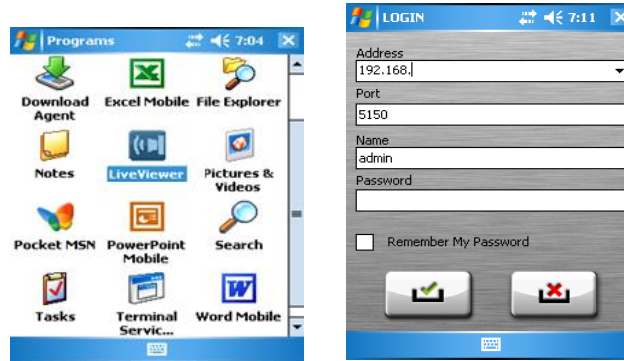 Programs 7:04
Download Agent
Excel Mobile
File Explorer
Notes
LiveViewer
Pictures & Videos
Pocket MSN
PowerPoint Mobile
Search
Tasks
Terminal Servic...
Word Mobile
LOGIN 7:11
Address
192.168.
Port
5150
Name
admin
Password
Remember My Password